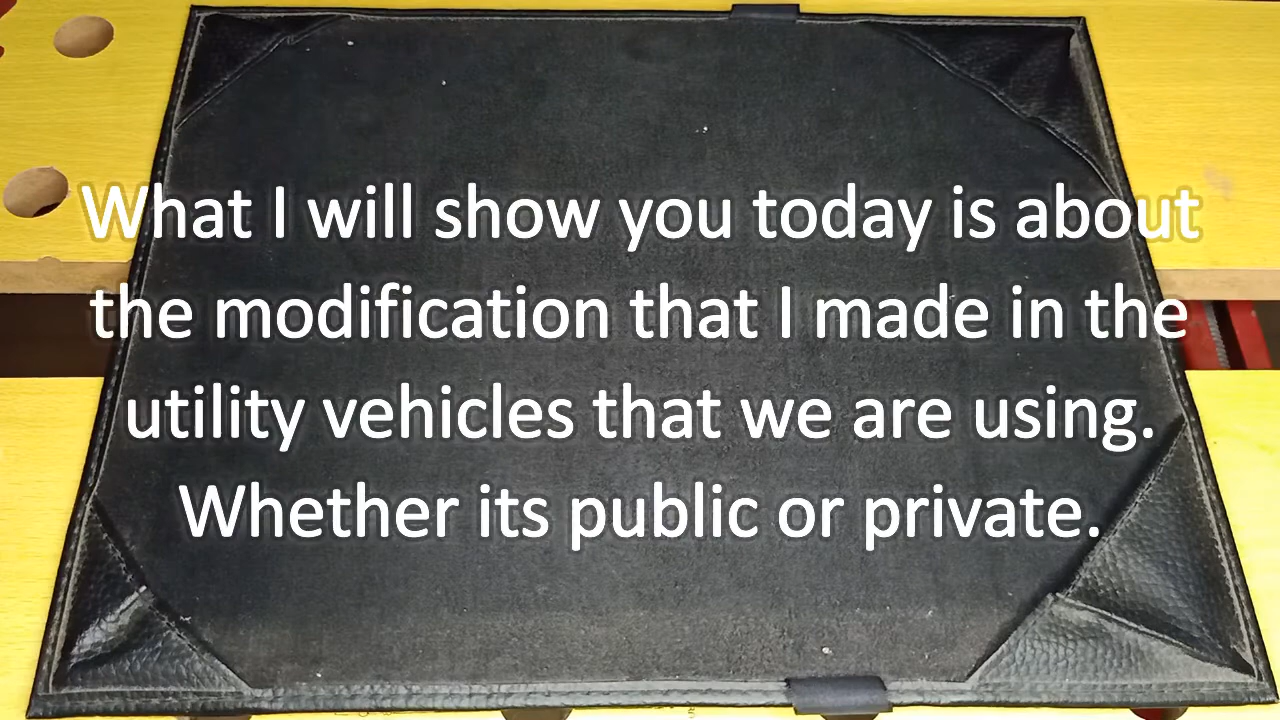 What I will show you today is about
the modification that I made in the
utility vehicles that we are using.
Whether its public or private.